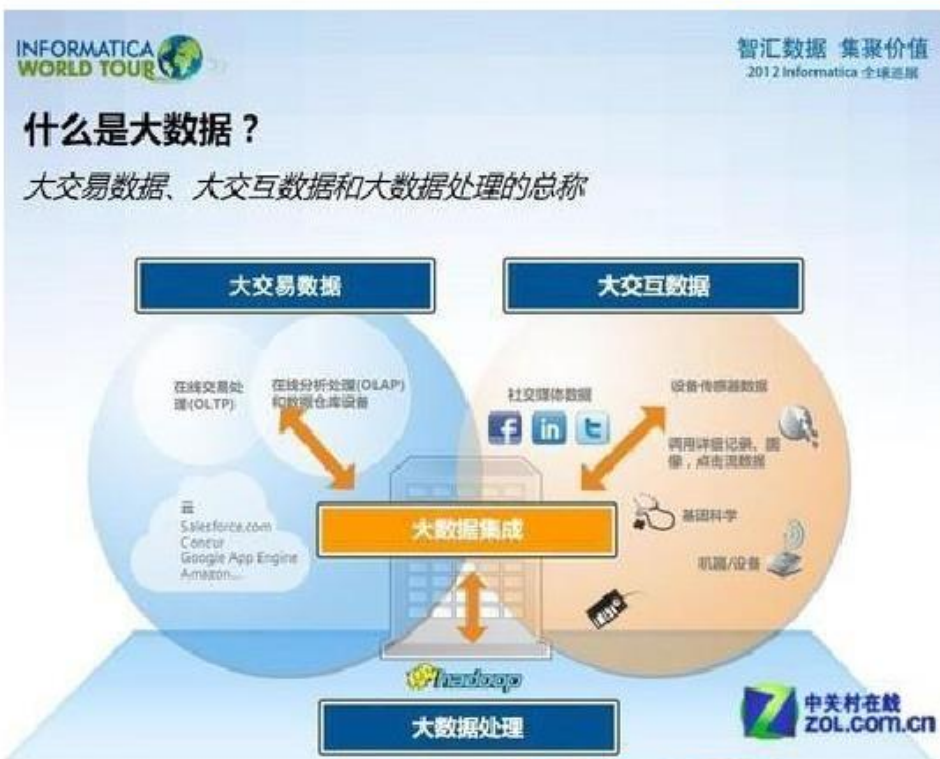 INFORMATICA
WORLD TOUR
智汇数据 集聚价值
2012 Informatica 全球巡展
什么是大数据？
大交易数据、大交互数据和大数据处理的总称
大交易数据
大交互数据
在线交易处
理(OLTP)
在线分析处理(OLAP)
和数据仓库设备
社交媒体数据
设备传感器数据
调用详细记录、图
像，点击流数据
云
Salesforce.com
Concur
Google App Engine
Amazon...
大数据集成
基因科学
机器/设备
hadoop
大数据处理
中关村在线
ZOL.com.cn